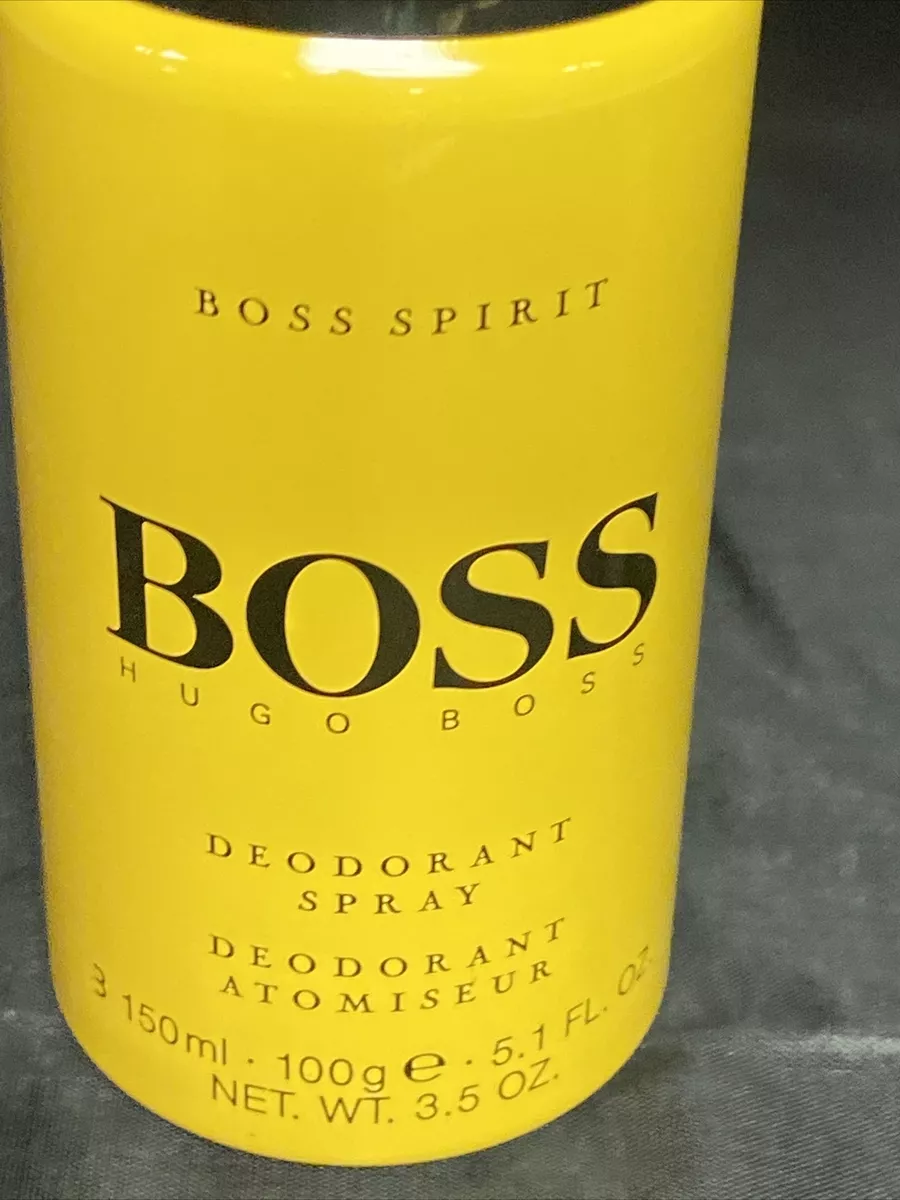 BOSS SPIRIT
BOSS
HUGO BOSS
DEODORANT
SPRAY
DEODORANT
ATOMISEUR
3 150ml · 100g e · 5.1 FL. OZ.
NET. WT. 3.5 OZ.